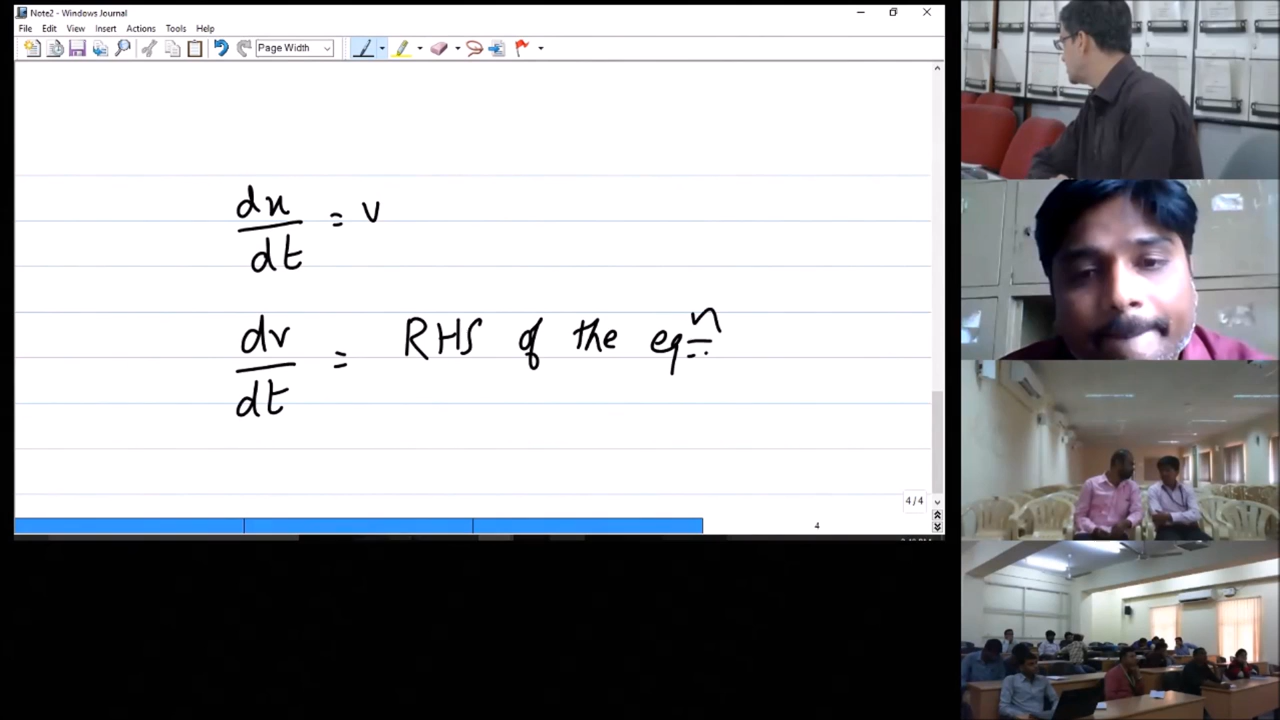 Note2 - Windows Journal
File Edit View Insert Actions Tools Help
Page Width
dx
dt
= v
dv
dt
= RHS of the eqn
4/4
4